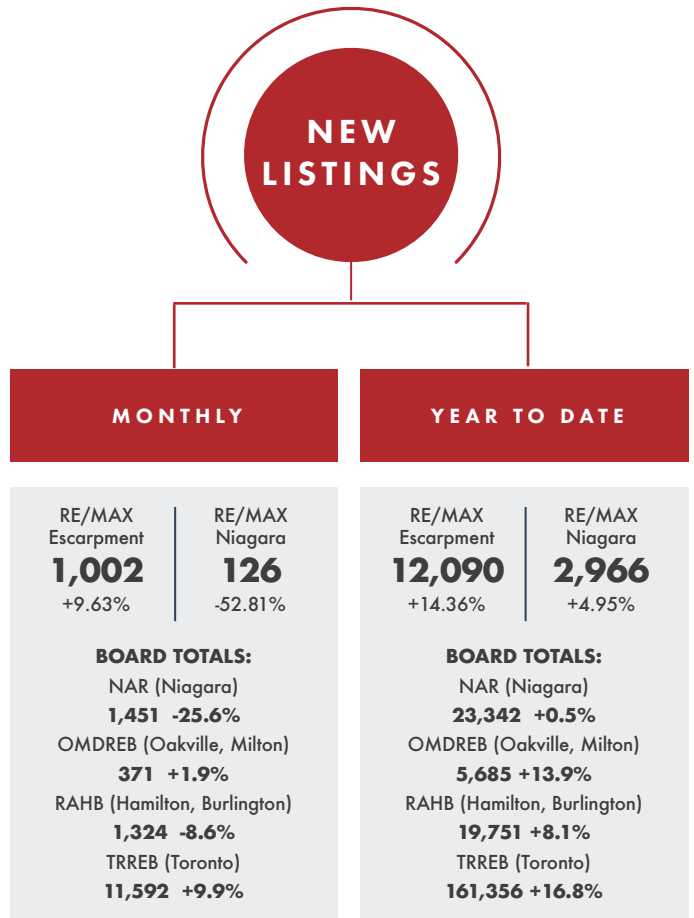 NEW
LISTINGS
MONTHLY
RE/MAX
Escarpment
1,002
+9.63%
RE/MAX
Niagara
126
-52.81%
BOARD TOTALS:
NAR (Niagara)
1,451 -25.6%
OMDREB (Oakville, Milton)
371 +1.9%
RAHB (Hamilton, Burlington)
1,324 -8.6%
TRREB (Toronto)
11,592 +9.9%
YEAR TO DATE
RE/MAX
Escarpment
12,090
+14.36%
RE/MAX
Niagara
2,966
+4.95%
BOARD TOTALS:
NAR (Niagara)
23,342 +0.5%
OMDREB (Oakville, Milton)
5,685 +13.9%
RAHB (Hamilton, Burlington)
19,751 +8.1%
TRREB (Toronto)
161,356 +16.8%